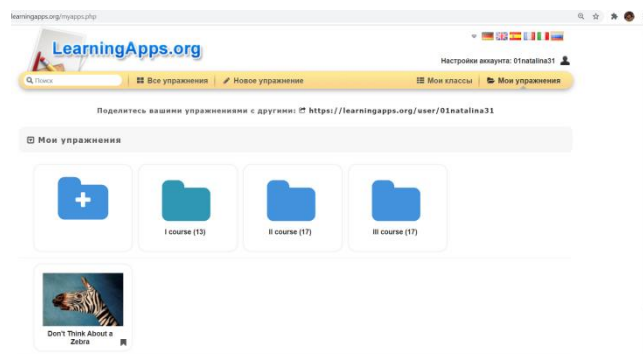 learningapps.org/myapps.php
LearningApps.org
Настройки аккаунта: 01natalina31
Поиск
Все упражнения
Новое упражнение
Мои классы
Мои упражнения
Поделитесь вашими упражнениями с другими: https://learningapps.org/user/01natalina31
Мои упражнения
I course (13)
II course (17)
III course (17)
Don't Think About a
Zebra